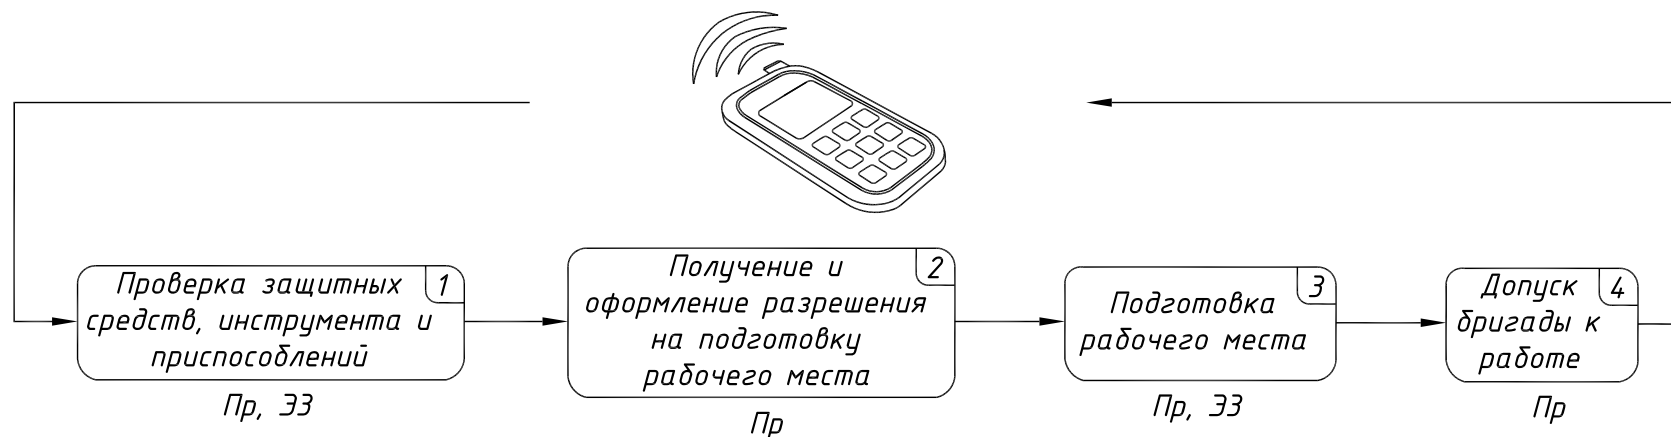 Проверка защитных
средств, инструмента и
приспособлений
1
Пр, ЭЗ
Получение и
оформление разрешения
на подготовку
рабочего места
2
Пр
Подготовка
рабочего места
3
Пр, ЭЗ
Допуск
бригады к
работе
4
Пр